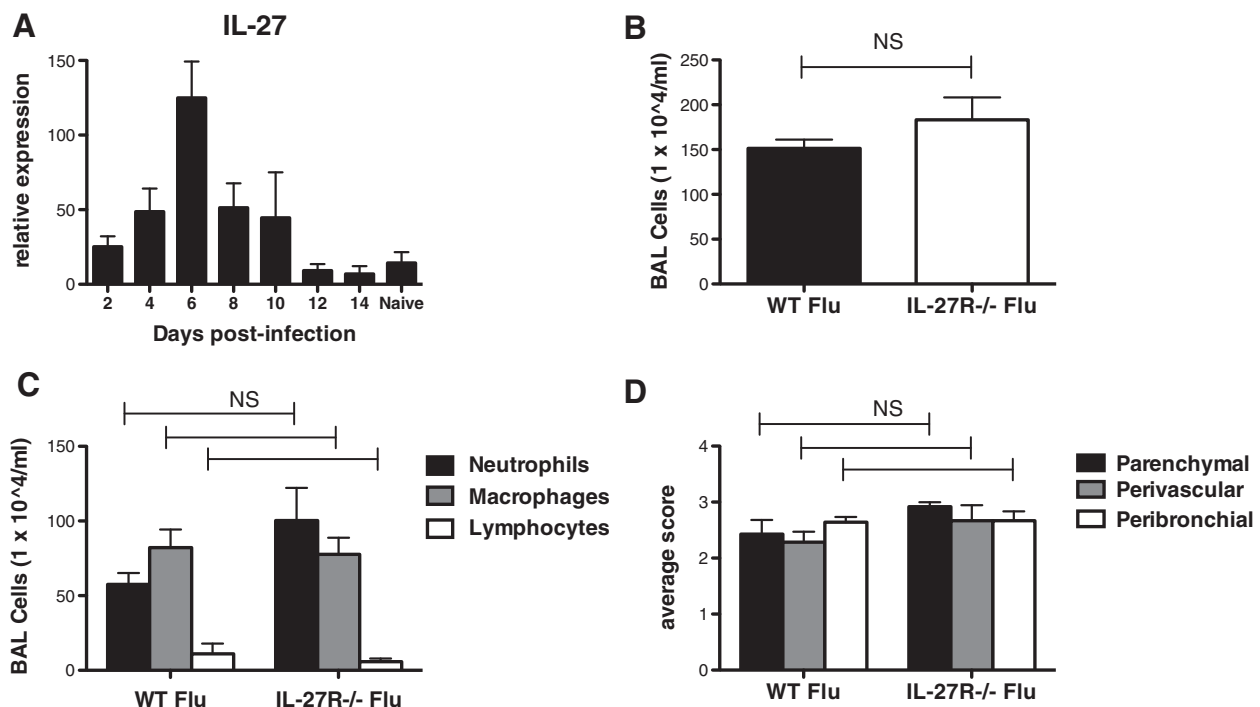 A
IL-27
relative expression
150
100
50
0
2 4 6 8 10 12 14 Naive
Days post-infection
B
NS
BAL Cells (1 x 10^4/ml)
250
200
150
100
50
0
WT Flu IL-27R-/- Flu
C
NS
BAL Cells (1 x 10^4/ml)
150
100
50
0
WT Flu IL-27R-/- Flu
Neutrophils
Macrophages
Lymphocytes
D
NS
average score
4
3
2
1
0
WT Flu IL-27R-/- Flu
Parenchymal
Perivascular
Peribronchial